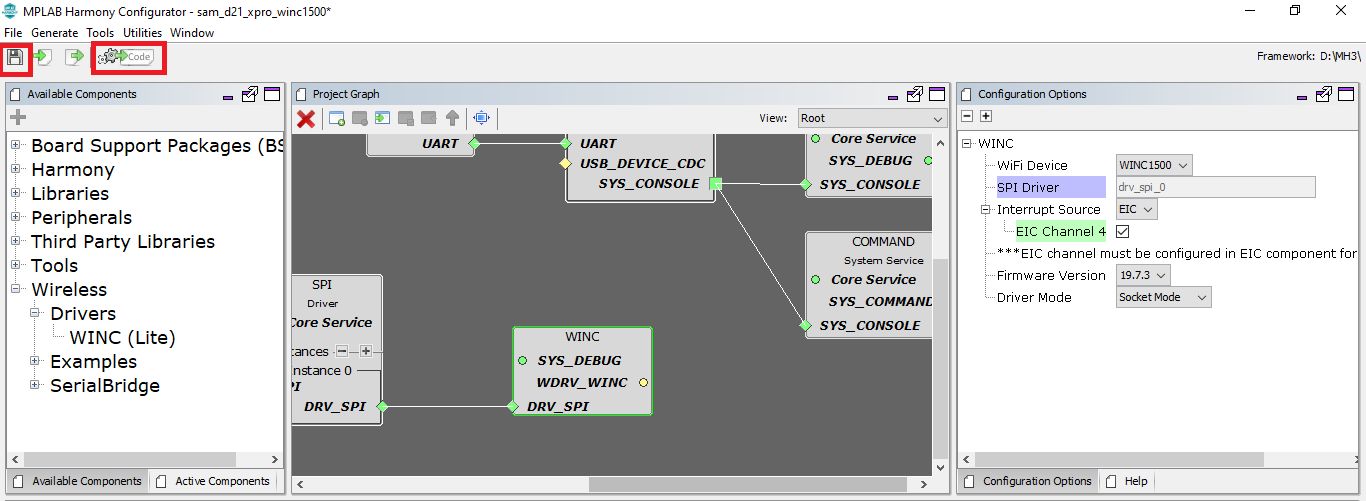 MPLAB Harmony Configurator - sam_d21_xpro_winc1500*
File Generate Tools Utilities Window
Code
Framework: D:\MH3\
Available Components
Board Support Packages (BS
Harmony
Libraries
Peripherals
Third Party Libraries
Tools
Wireless
Drivers
WINC (Lite)
Examples
SerialBridge
Available Components
Active Components
Project Graph
View: Root
UART
UART
USB_DEVICE_CDC
SYS_CONSOLE
Core Service
SYS_DEBUG
SYS_CONSOLE
COMMAND
System Service
Core Service
SYS_COMMAND
SYS_CONSOLE
SPI
Driver
Core Service
stances
Instance 0
PI
DRV_SPI
WINC
SYS_DEBUG
WDRV_WINC
DRV_SPI
Configuration Options
WINC
WiFi Device WINC1500
SPI Driver drv_spi_0
Interrupt Source EIC
EIC Channel 4
***EIC channel must be configured in EIC component for
Firmware Version 19.7.3
Driver Mode Socket Mode
Configuration Options
Help